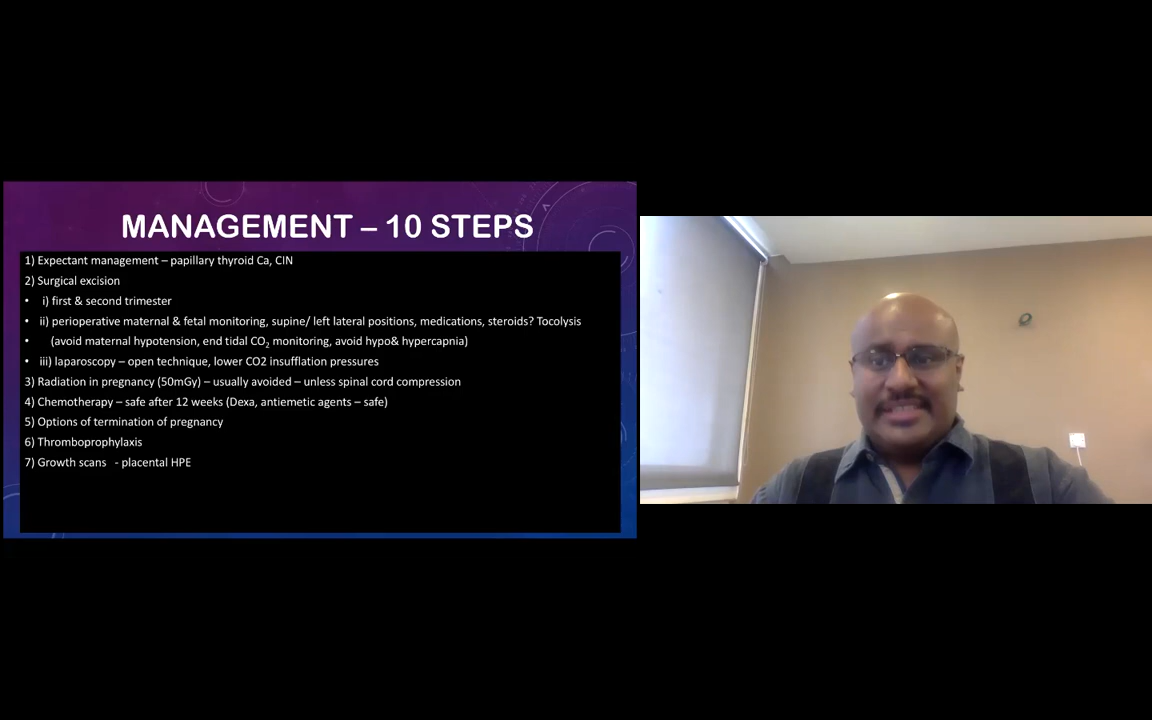 MANAGEMENT – 10 STEPS
1) Expectant management – papillary thyroid Ca, CIN
2) Surgical excision
• i) first & second trimester
• ii) perioperative maternal & fetal monitoring, supine/ left lateral positions, medications, steroids? Tocolysis
• (avoid maternal hypotension, end tidal CO₂ monitoring, avoid hypo& hypercapnia)
• iii) laparoscopy – open technique, lower CO2 insufflation pressures
3) Radiation in pregnancy (50mGy) – usually avoided – unless spinal cord compression
4) Chemotherapy – safe after 12 weeks (Dexa, antiemetic agents – safe)
5) Options of termination of pregnancy
6) Thromboprophylaxis
7) Growth scans - placental HPE